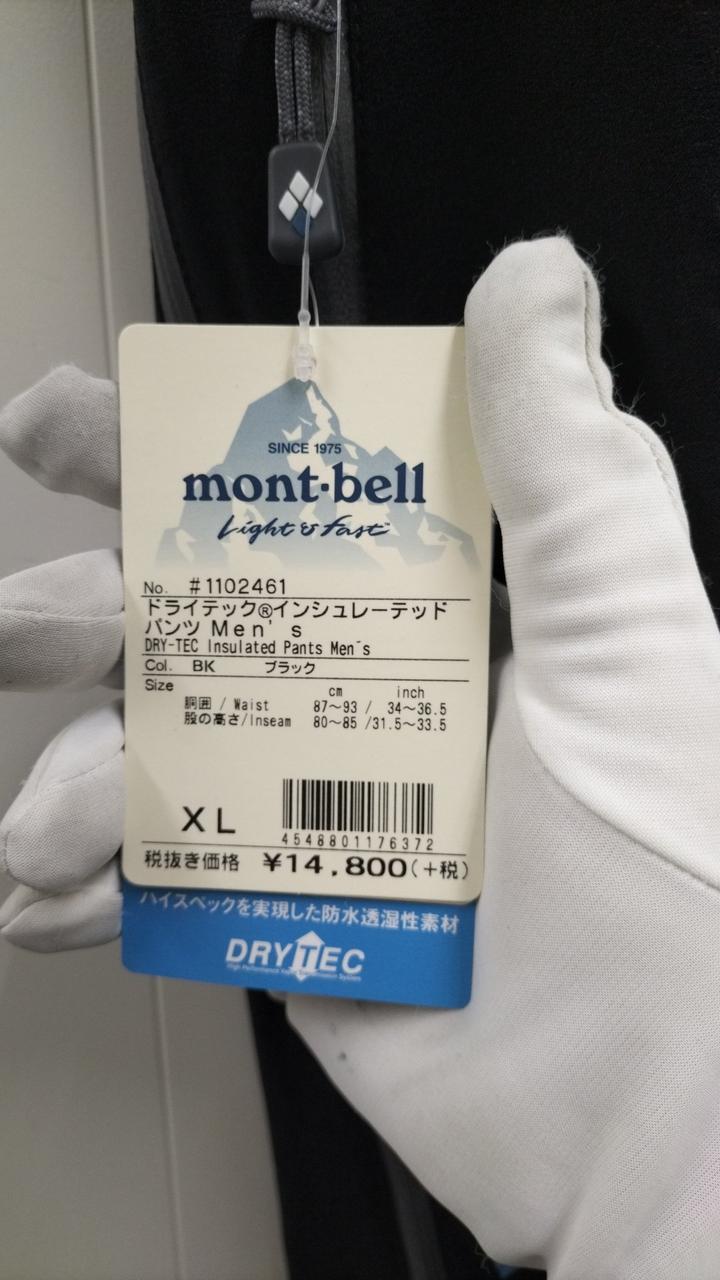 SINCE 1975
mont-bell
Light & Fast™
No. #1102461
ドライテック®インシュレーテッド
パンツ Men's
DRY-TEC Insulated Pants Men´s
Col. BK ブラック
Size cm inch
胴囲 / Waist 87～93 / 34～36.5
股の高さ/Inseam 80～85 /31.5～33.5
XL
4548801176372
税抜き価格 ¥14,800(+税)
ハイスペックを実現した防水透湿性素材
DRYTEC